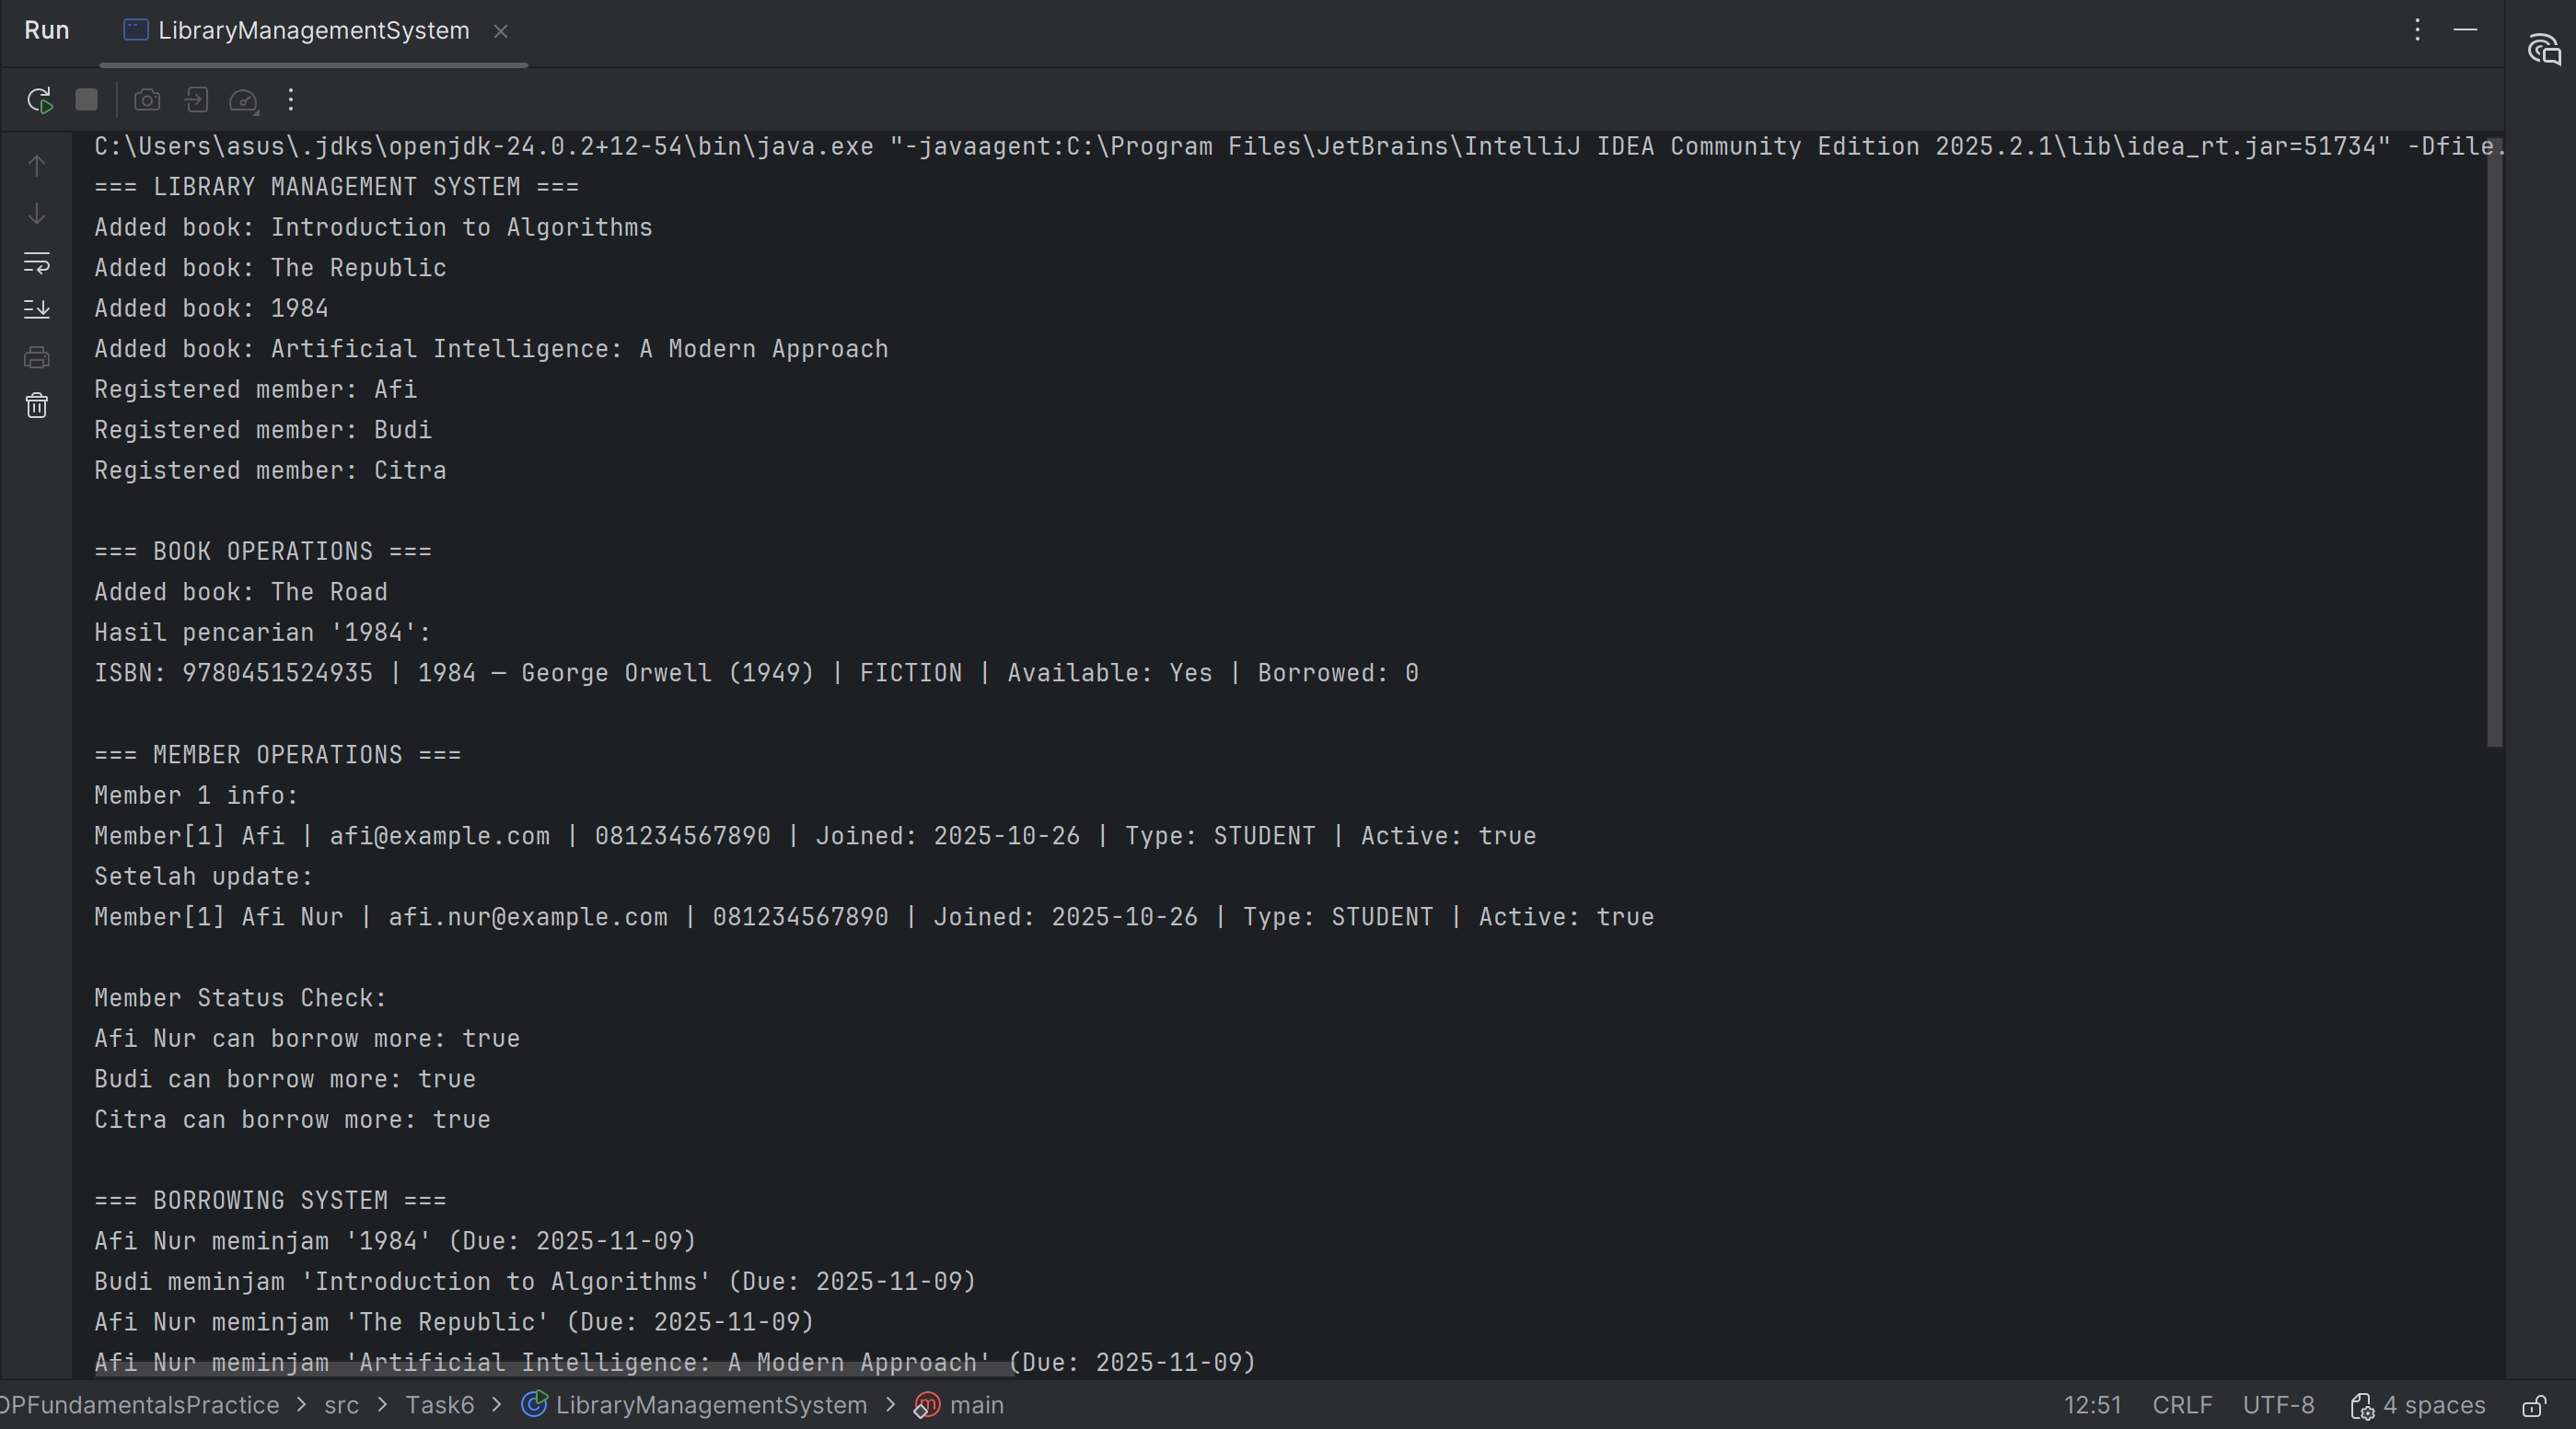 Run LibraryManagementSystem
C:\Users\asus\.jdks\openjdk-24.0.2+12-54\bin\java.exe "-javaagent:C:\Program Files\JetBrains\IntelliJ IDEA Community Edition 2025.2.1\lib\idea_rt.jar=51734" -Dfile.
=== LIBRARY MANAGEMENT SYSTEM ===
Added book: Introduction to Algorithms
Added book: The Republic
Added book: 1984
Added book: Artificial Intelligence: A Modern Approach
Registered member: Afi
Registered member: Budi
Registered member: Citra
=== BOOK OPERATIONS ===
Added book: The Road
Hasil pencarian '1984':
ISBN: 9780451524935 | 1984 — George Orwell (1949) | FICTION | Available: Yes | Borrowed: 0
=== MEMBER OPERATIONS ===
Member 1 info:
Member[1] Afi | afi@example.com | 081234567890 | Joined: 2025-10-26 | Type: STUDENT | Active: true
Setelah update:
Member[1] Afi Nur | afi.nur@example.com | 081234567890 | Joined: 2025-10-26 | Type: STUDENT | Active: true
Member Status Check:
Afi Nur can borrow more: true
Budi can borrow more: true
Citra can borrow more: true
=== BORROWING SYSTEM ===
Afi Nur meminjam '1984' (Due: 2025-11-09)
Budi meminjam 'Introduction to Algorithms' (Due: 2025-11-09)
Afi Nur meminjam 'The Republic' (Due: 2025-11-09)
Afi Nur meminjam 'Artificial Intelligence: A Modern Approach' (Due: 2025-11-09)
OPFundamentalsPractice > src > Task6 > LibraryManagementSystem > main 12:51 CRLF UTF-8 4 spaces